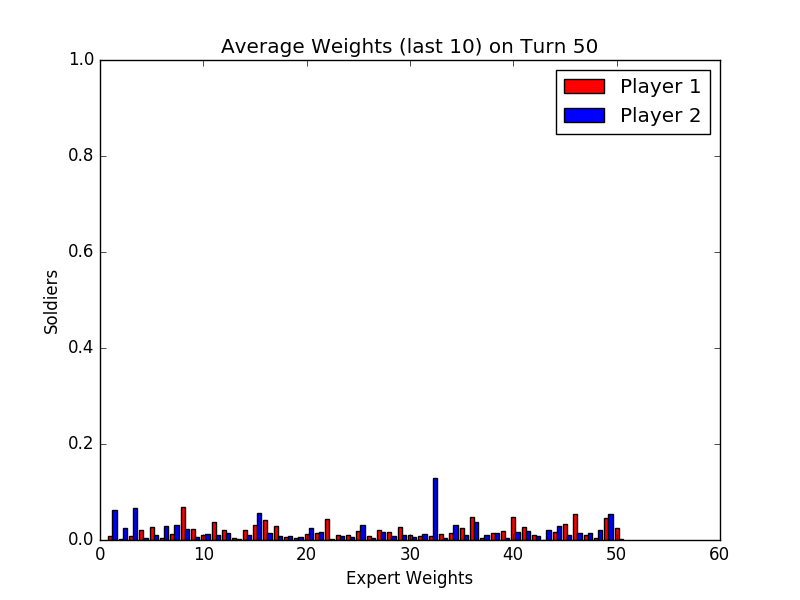 Average Weights (last 10) on Turn 50
1.0
0.8
0.6
0.4
0.2
0.0
Soldiers
Player 1
Player 2
0 10 20 30 40 50 60
Expert Weights